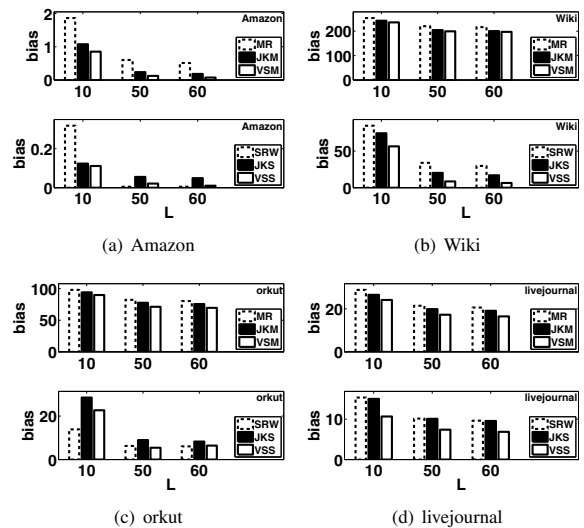 2
Amazon
1.5
1
0.5
0
bias
MR
JKM
VSM
10 50 60
Amazon
0.2
0
bias
SRW
JKS
VSS
10 50 60
L
(a) Amazon
Wiki
200
100
0
bias
MR
JKM
VSM
10 50 60
Wiki
50
0
bias
SRW
JKS
VSS
10 50 60
L
(b) Wiki
orkut
100
50
0
bias
MR
JKM
VSM
10 50 60
orkut
20
0
bias
SRW
JKS
VSS
10 50 60
L
(c) orkut
livejournal
20
0
bias
MR
JKM
VSM
10 50 60
livejournal
10
0
bias
SRW
JKS
VSS
10 50 60
L
(d) livejournal